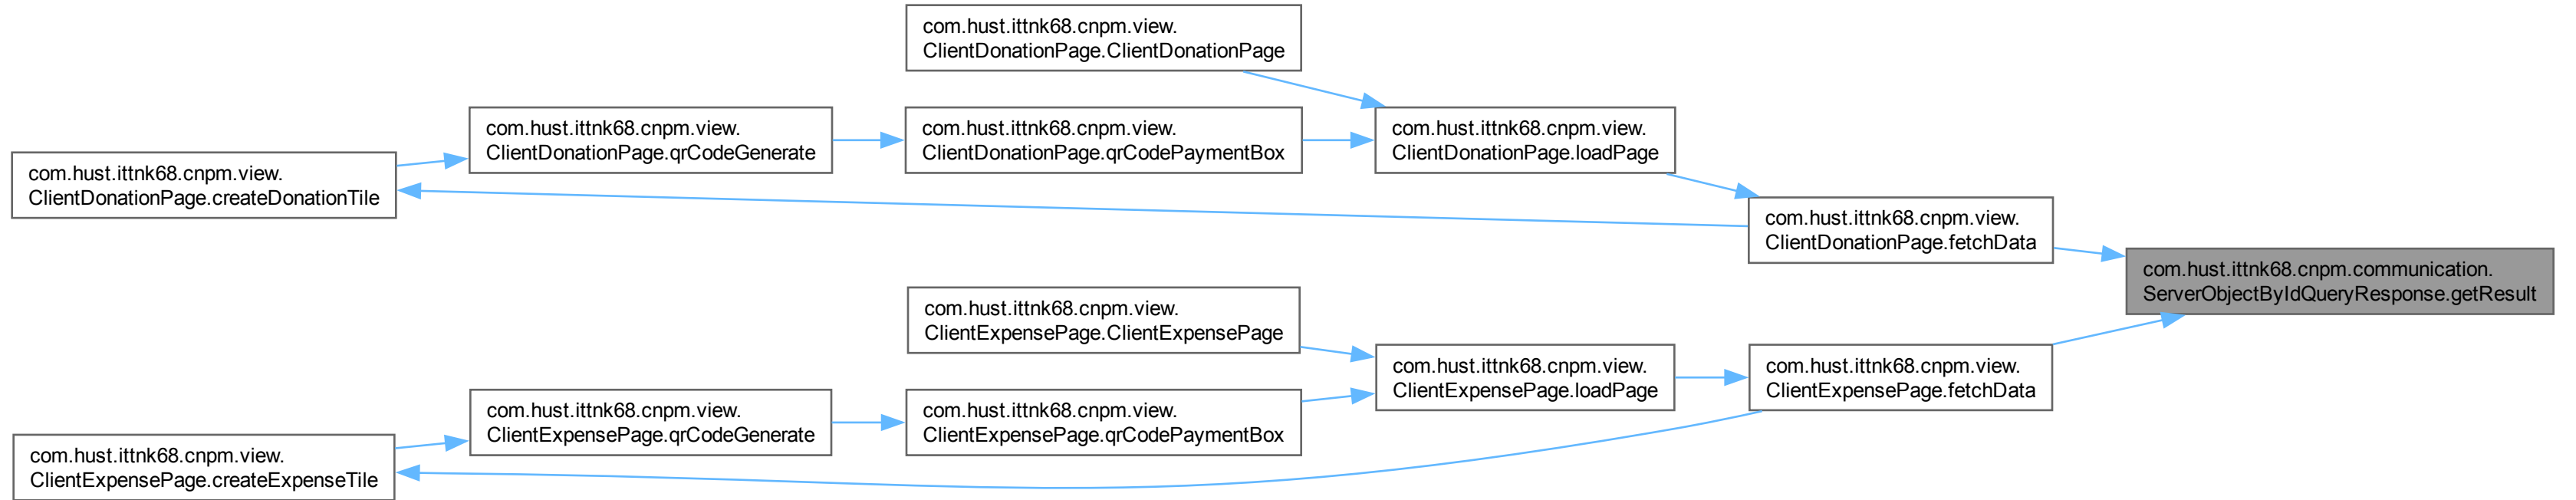 com.hust.ittnk68.cnpm.view.
ClientDonationPage.ClientDonationPage
com.hust.ittnk68.cnpm.view.
ClientDonationPage.qrCodeGenerate
com.hust.ittnk68.cnpm.view.
ClientDonationPage.qrCodePaymentBox
com.hust.ittnk68.cnpm.view.
ClientDonationPage.loadPage
com.hust.ittnk68.cnpm.view.
ClientDonationPage.createDonationTile
com.hust.ittnk68.cnpm.view.
ClientDonationPage.fetchData
com.hust.ittnk68.cnpm.communication.
ServerObjectByIdQueryResponse.getResult
com.hust.ittnk68.cnpm.view.
ClientExpensePage.ClientExpensePage
com.hust.ittnk68.cnpm.view.
ClientExpensePage.loadPage
com.hust.ittnk68.cnpm.view.
ClientExpensePage.fetchData
com.hust.ittnk68.cnpm.view.
ClientExpensePage.qrCodeGenerate
com.hust.ittnk68.cnpm.view.
ClientExpensePage.qrCodePaymentBox
com.hust.ittnk68.cnpm.view.
ClientExpensePage.createExpenseTile